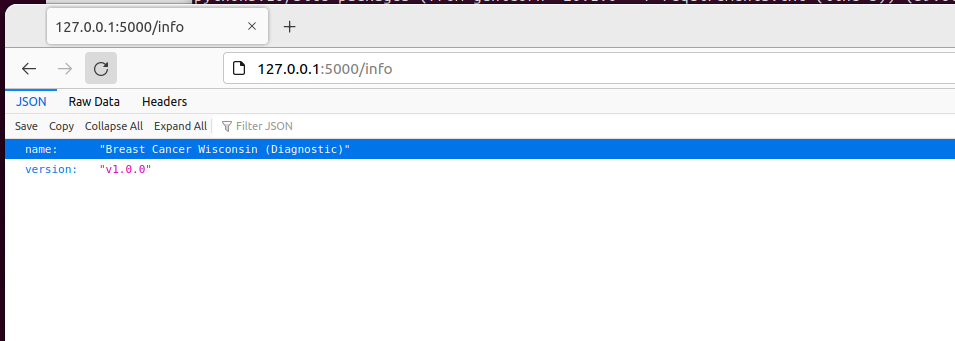 127.0.0.1:5000/info
127.0.0.1:5000/info
JSON Raw Data Headers
Save Copy Collapse All Expand All Filter JSON
name: "Breast Cancer Wisconsin (Diagnostic)"
version: "v1.0.0"